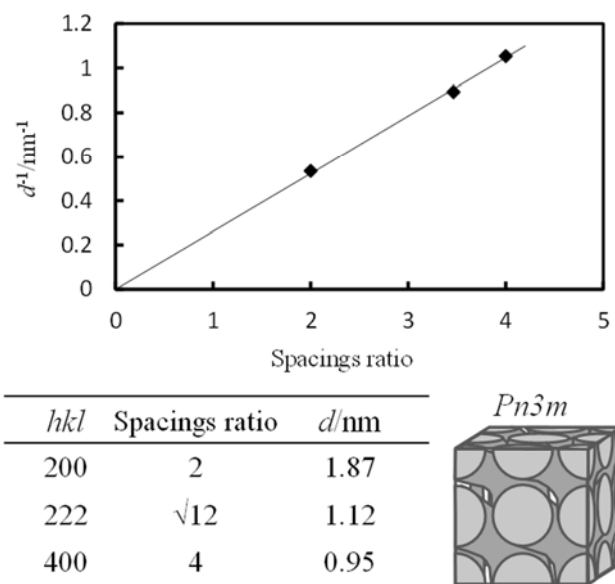 1.2
1
0.8
0.6
0.4
0.2
0
d-1/nm-1
0 1 2 3 4 5
Spacings ratio
hkl Spacings ratio d/nm
200 2 1.87
222 √12 1.12
400 4 0.95
Pn3m